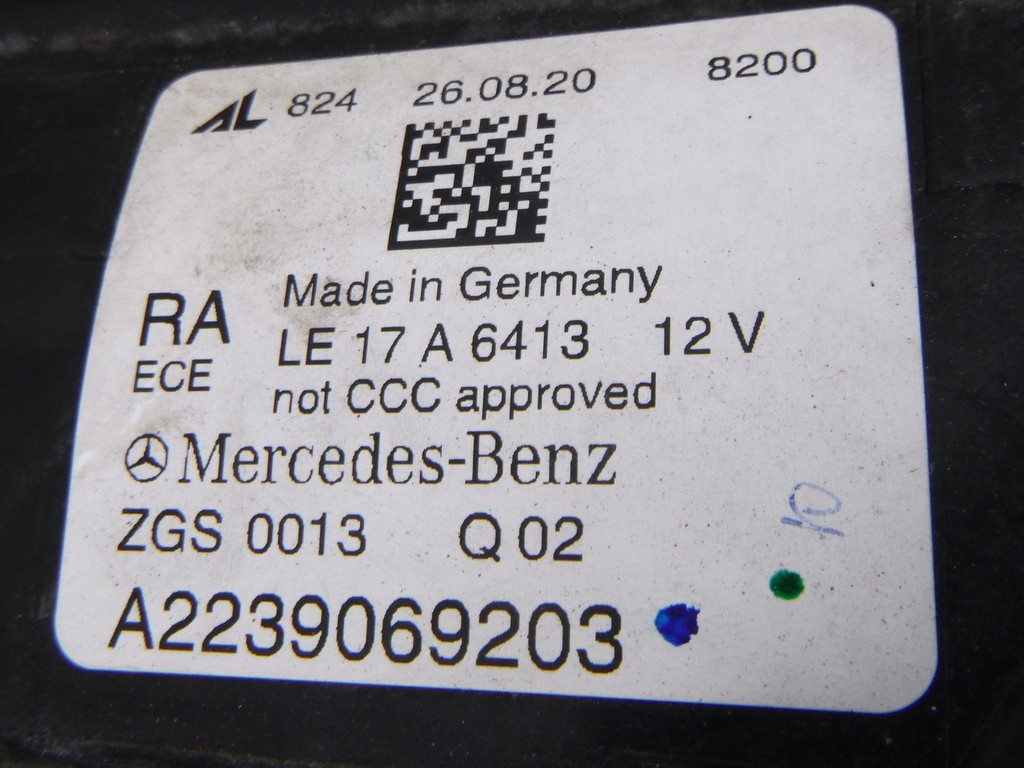 AL 824 26.08.20 8200
Made in Germany
RA LE 17 A 6413 12 V
ECE not CCC approved
Mercedes-Benz
ZGS 0013 Q 02
A2239069203